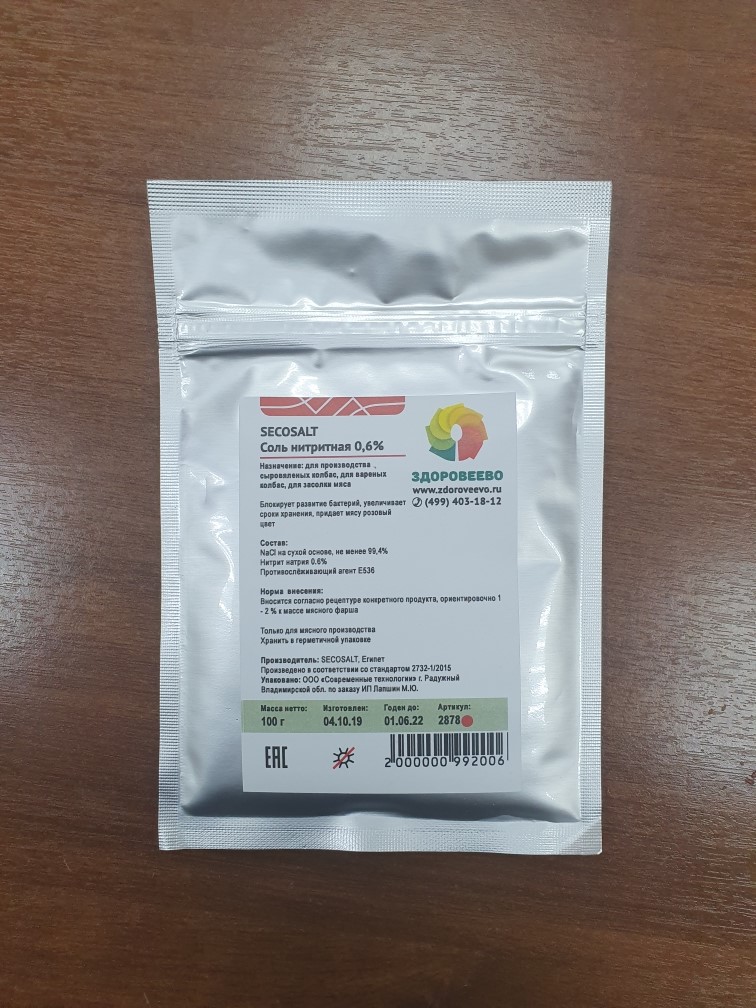 SECOSALT
Соль нитритная 0,6%
Назначение: для производства
сыровяленых колбас, для вареных
колбас, для засолки мяса
ЗДОРОВЕЕВО
www.zdoroveevo.ru
(499) 403-18-12
Блокирует развитие бактерий, увеличивает
сроки хранения, придает мясу розовый
цвет
Состав:
NaCl на сухой основе, не менее 99,4%
Нитрит натрия 0.6%
Противослёживающий агент Е536
Норма внесения:
Вносится согласно рецептуре конкретного продукта, ориентировочно 1
- 2 % к массе мясного фарша
Только для мясного производства
Хранить в герметичной упаковке
Производитель: SECOSALT, Египет
Произведено в соответствии со стандартом 2732-1/2015
Упаковано: ООО «Современные технологии» г. Радужный
Владимирской обл. по заказу ИП Лапшин М.Ю.
Масса нетто: Изготовлен: Годен до: Артикул:
100 г 04.10.19 01.06.22 2878
EAC
2 000000 992006